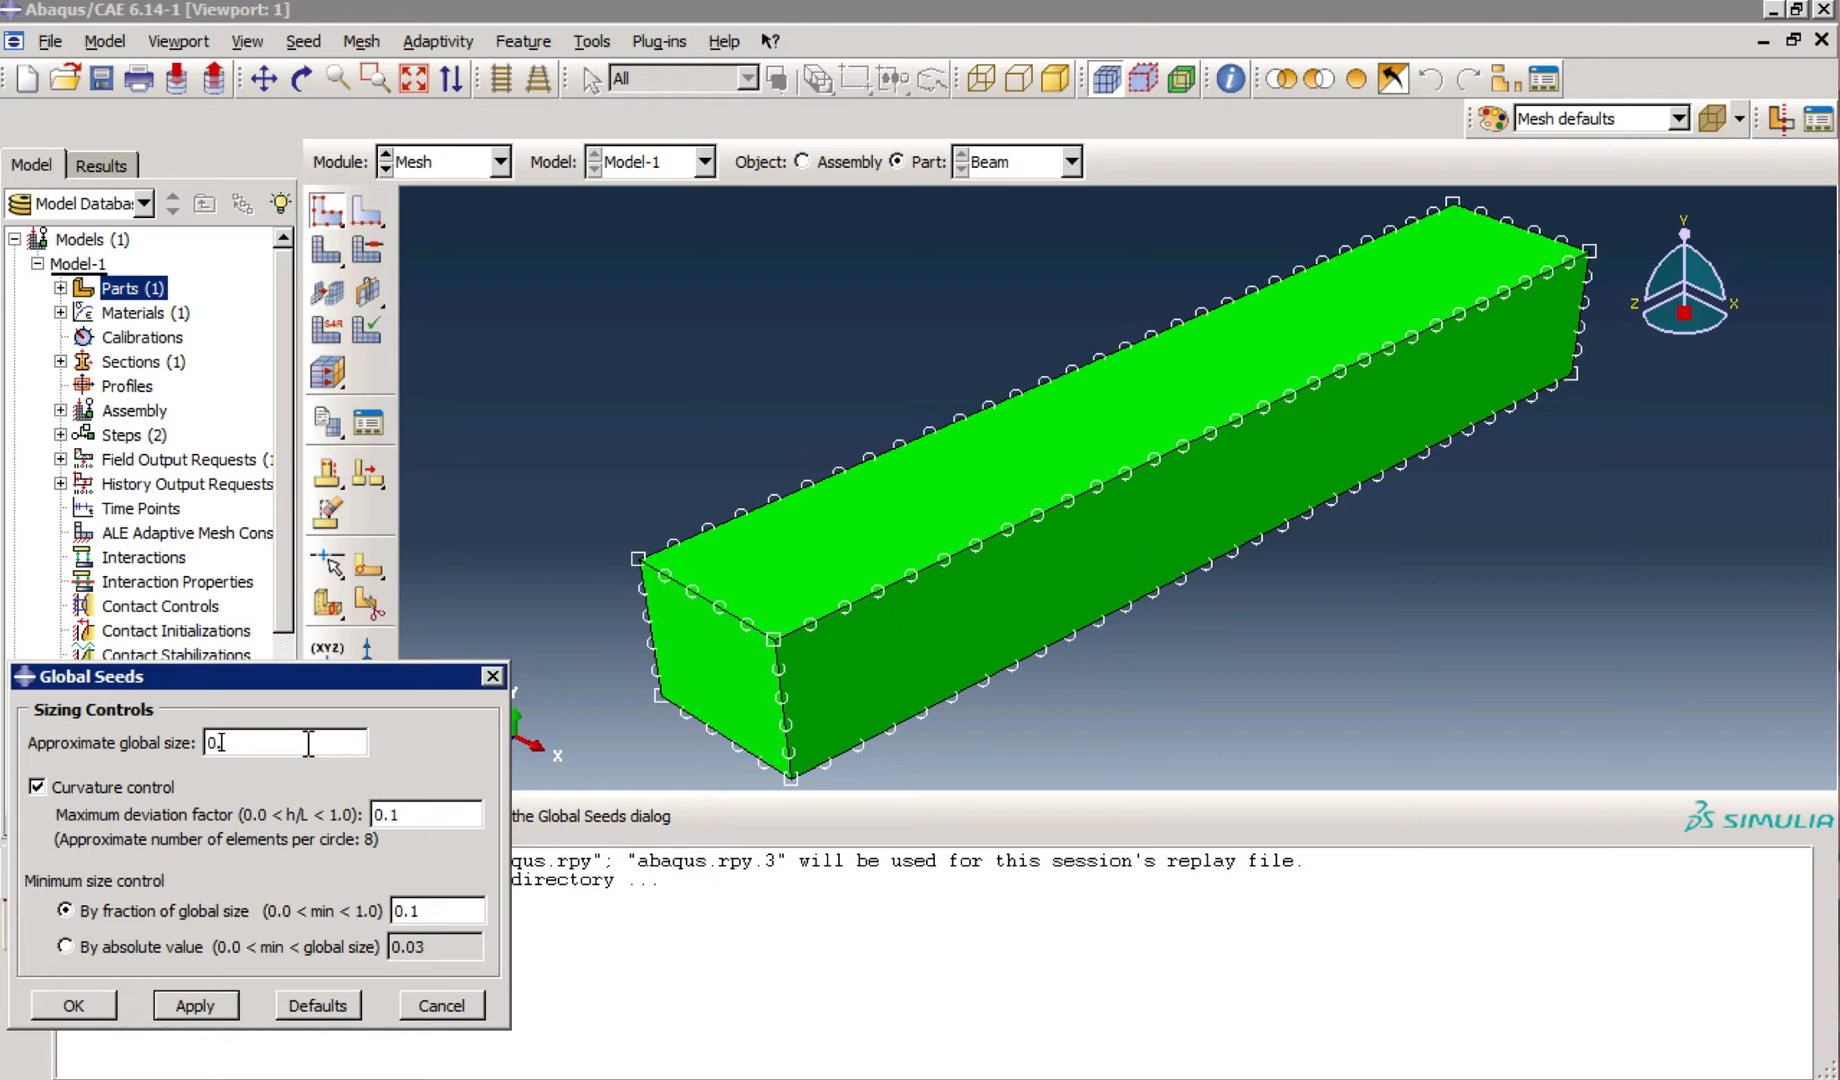 Abaqus/CAE 6.14-1 [Viewport: 1]
File Model Viewport View Seed Mesh Adaptivity Feature Tools Plug-ins Help ?
All
Mesh defaults
Model Results
Module: Mesh Model: Model-1 Object: Assembly Part: Beam
Model Databa
Models (1)
Model-1
Parts (1)
Materials (1)
Calibrations
Sections (1)
Profiles
Assembly
Steps (2)
Field Output Requests (
History Output Requests
Time Points
ALE Adaptive Mesh Cons
Interactions
Interaction Properties
Contact Controls
Contact Initializations
Contact Stabilizations
S4R
(XYZ)
Y
Z
X
Y
X
Global Seeds
Sizing Controls
Approximate global size: 0.
Curvature control
Maximum deviation factor (0.0 < h/L < 1.0): 0.1
(Approximate number of elements per circle: 8)
Minimum size control
By fraction of global size (0.0 < min < 1.0) 0.1
By absolute value (0.0 < min < global size) 0.03
OK Apply Defaults Cancel
the Global Seeds dialog
SIMULIA
qus.rpy"; "abaqus.rpy.3" will be used for this session's replay file.
directory ...